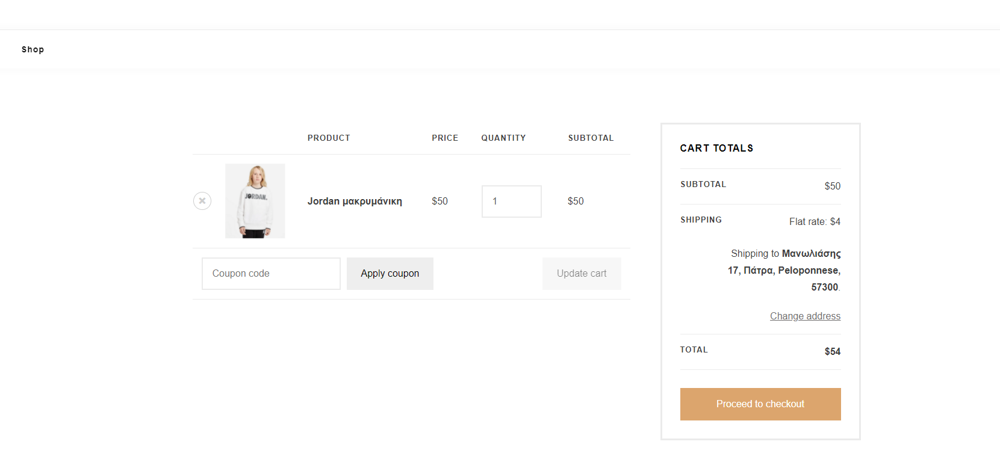 Shop
PRODUCT PRICE QUANTITY SUBTOTAL
JORDAN.
Jordan μακρυμάνικη $50 1 $50
Coupon code Apply coupon Update cart
CART TOTALS
SUBTOTAL $50
SHIPPING Flat rate: $4
Shipping to Μανωλιάσης
17, Πάτρα, Peloponnese,
57300.
Change address
TOTAL $54
Proceed to checkout